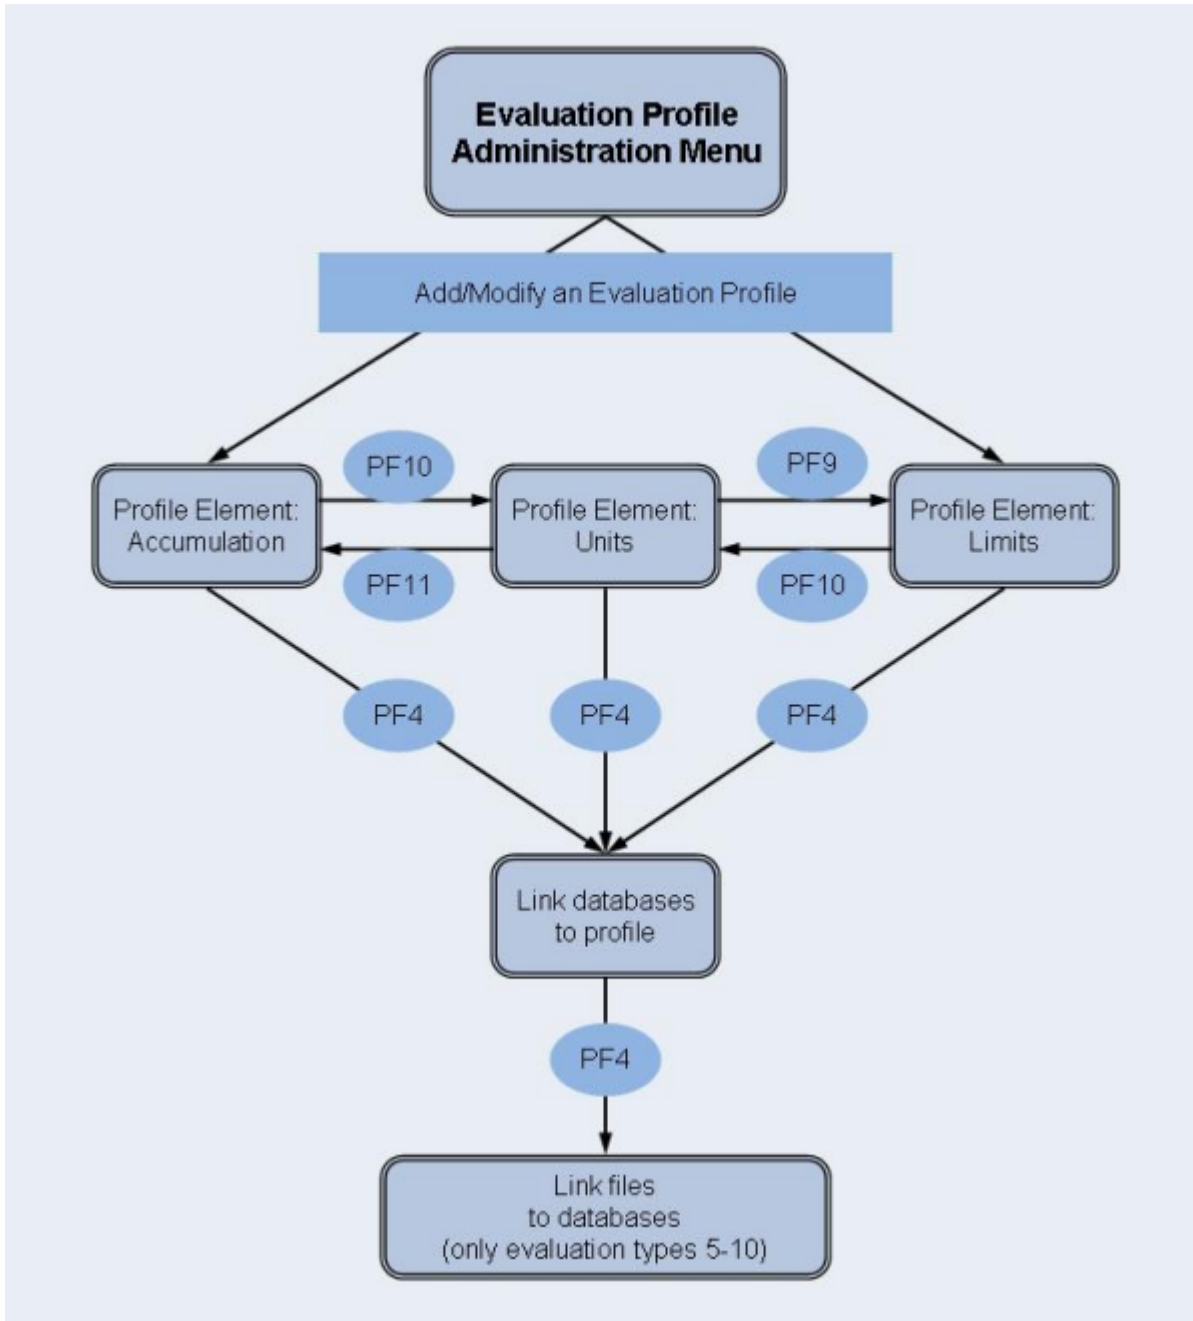 Evaluation Profile
Administration Menu
Add/Modify an Evaluation Profile
PF10
PF9
Profile Element:
Accumulation
Profile Element:
Units
Profile Element:
Limits
PF11
PF10
PF4
PF4
PF4
Link databases
to profile
PF4
Link files
to databases
(only evaluation types 5-10)